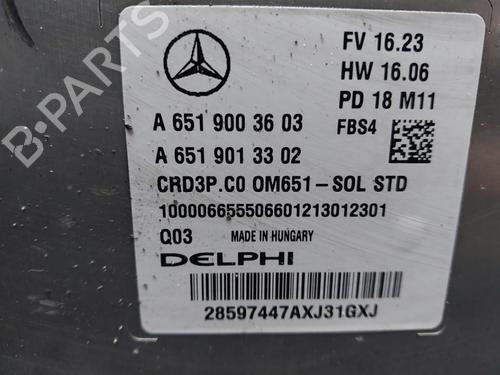 FV 16.23
HW 16.06
PD 18 M11
A 651 900 36 03
FBS4
A 651 901 33 02
CRD3P.C0 OM651-SOL STD
10000665550660121301​2301
Q03 MADE IN HUNGARY
DELPHI
28597447AXJ31GXJ